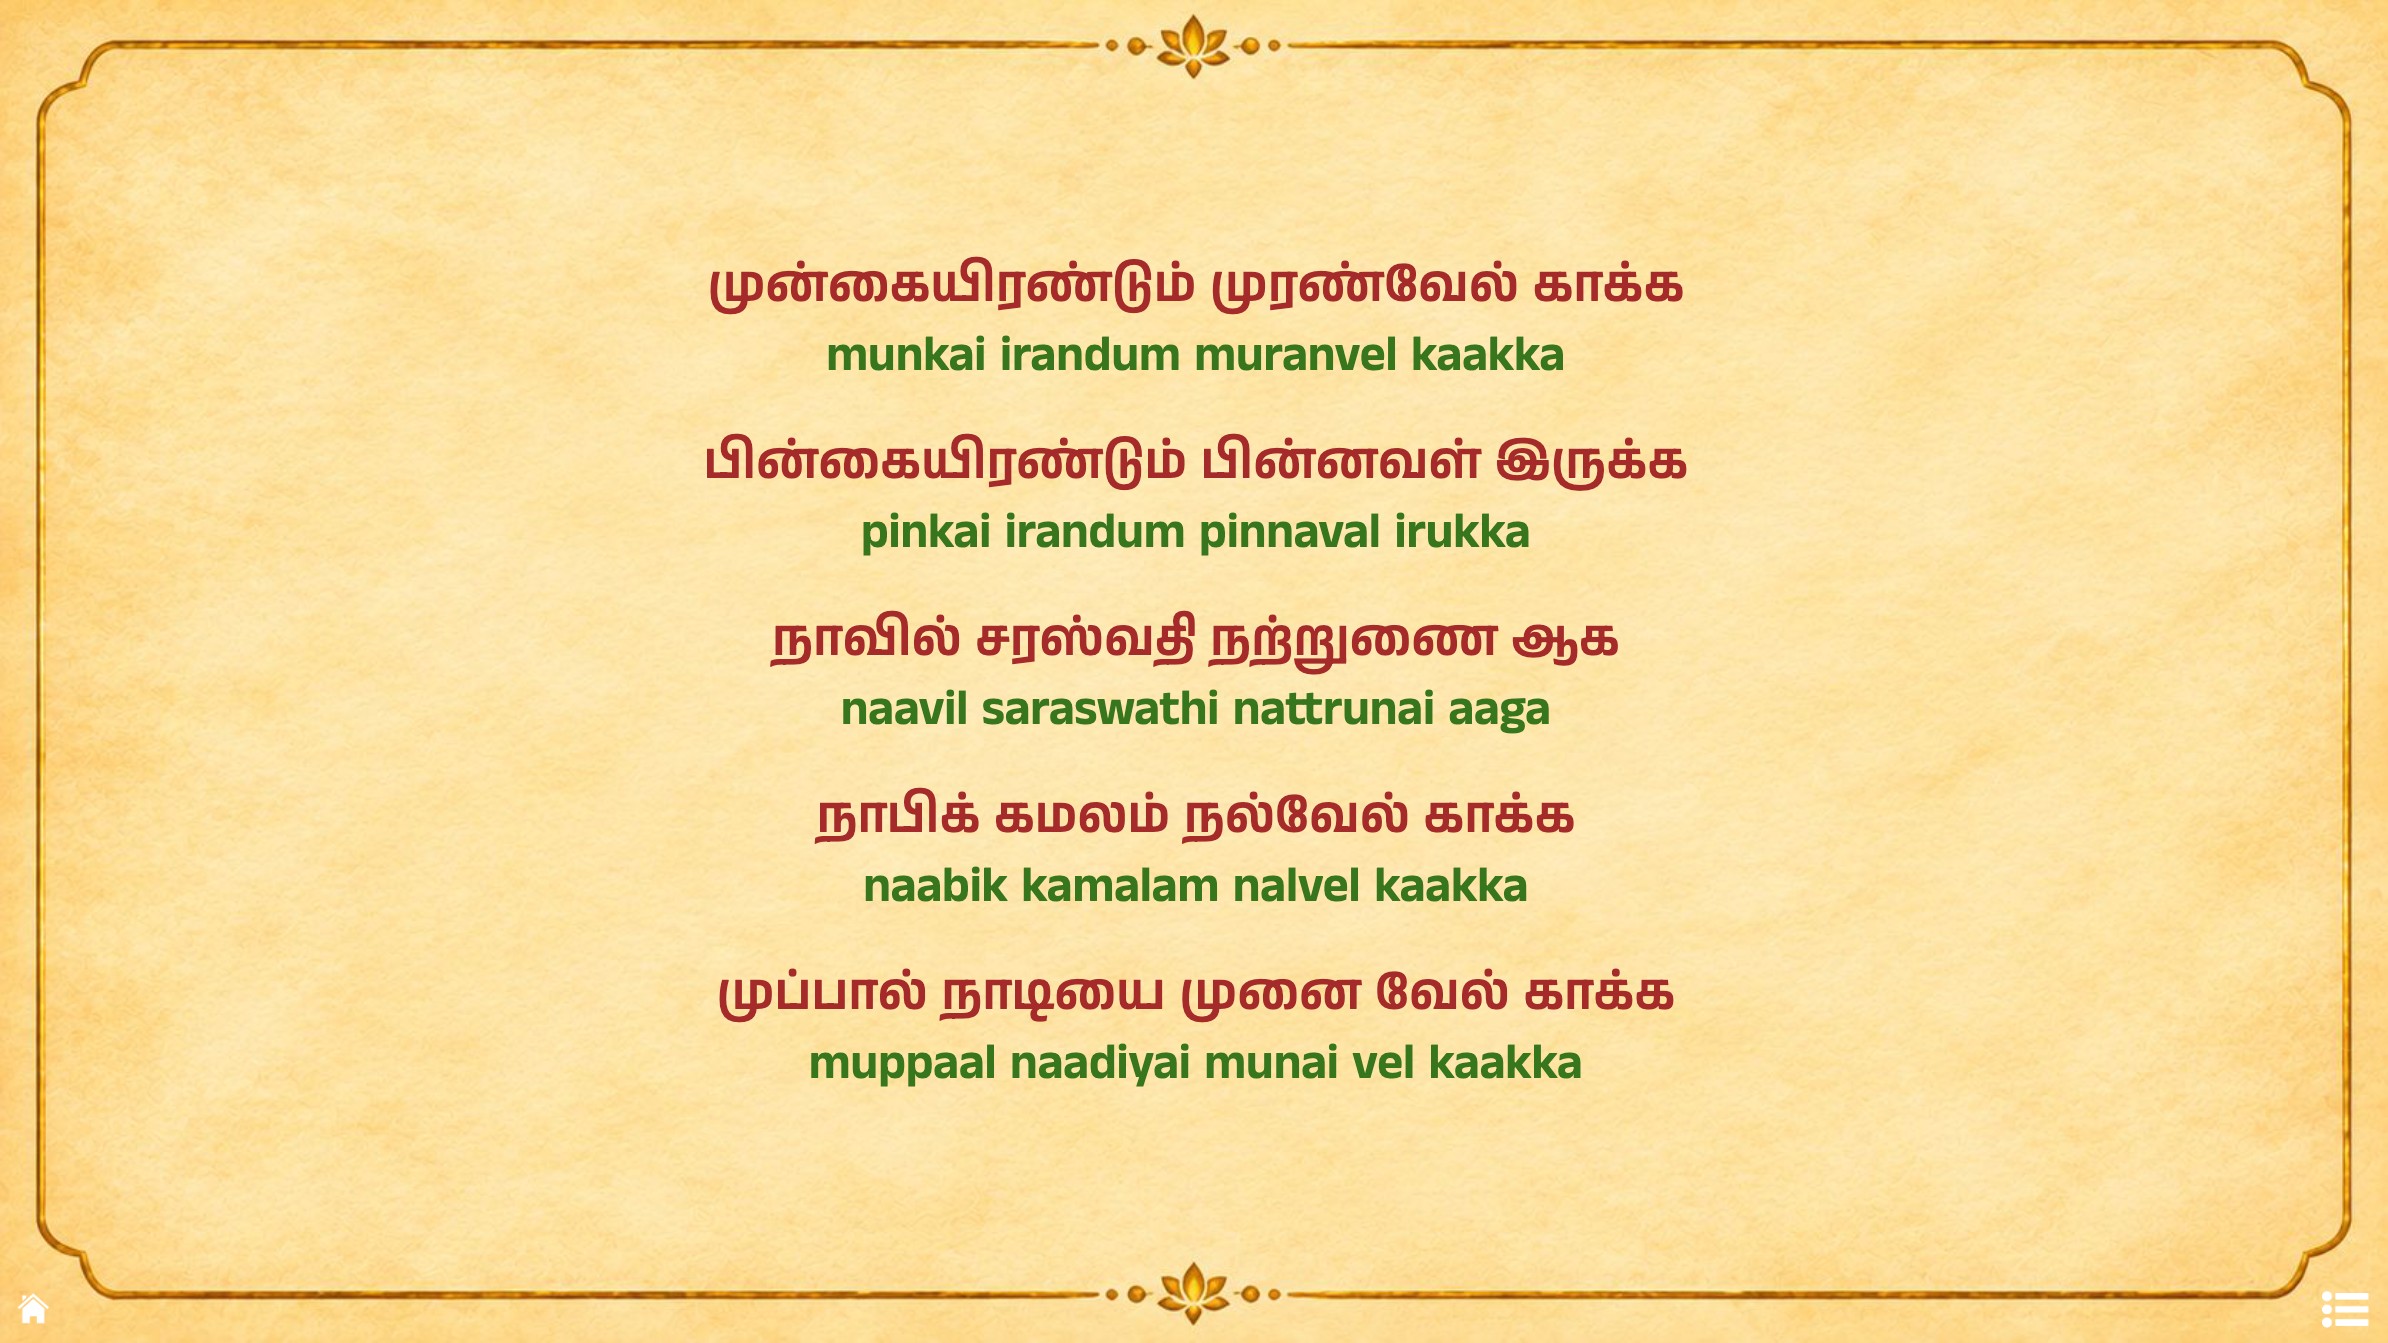 முன்கையிரண்டும் முரண்வேல் காக்க
munkai irandum muranvel kaakka
பின்கையிரண்டும் பின்னவள் இருக்க
pinkai irandum pinnaval irukka
நாவில் சரஸ்வதி நற்றுணை ஆக
naavil saraswathi nattrunai aaga
நாபிக் கமலம் நல்வேல் காக்க
naabik kamalam nalvel kaakka
முப்பால் நாடியை முனை வேல் காக்க
muppaal naadiyai munai vel kaakka